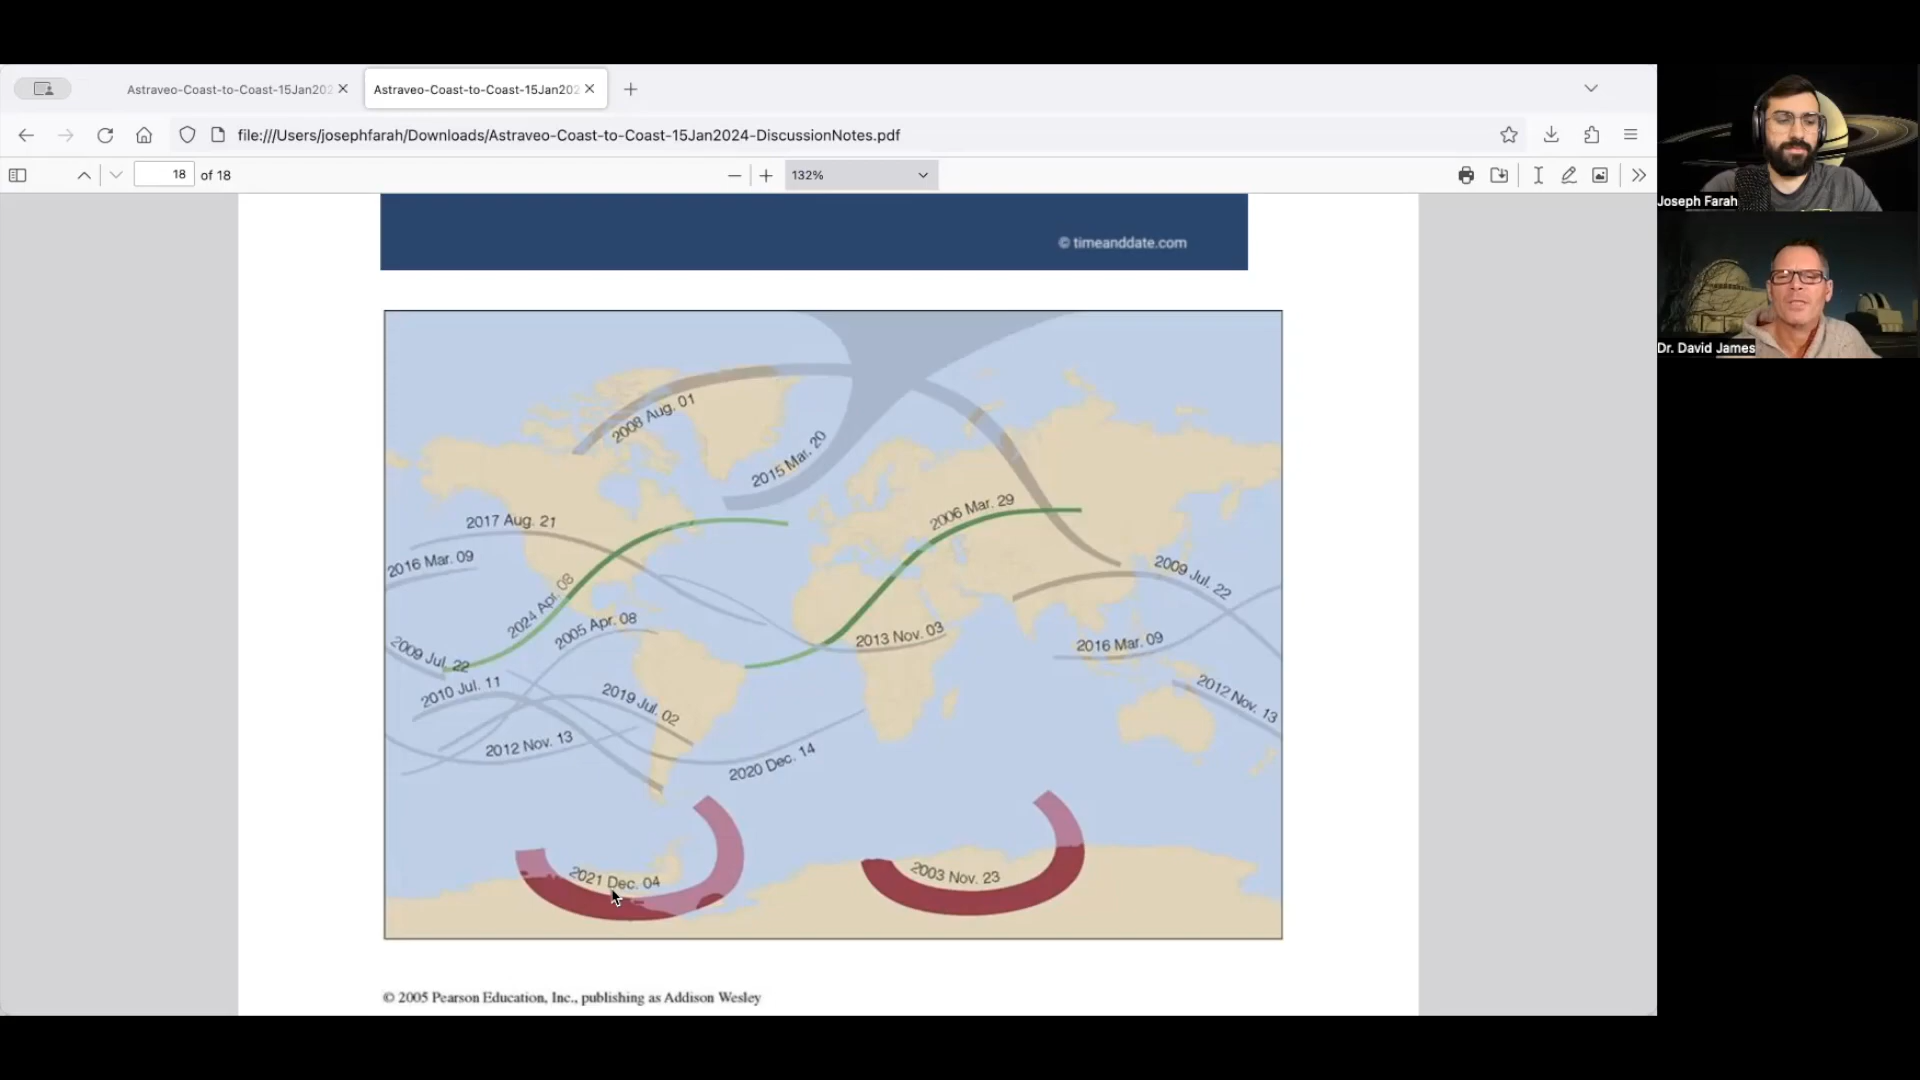 Astraveo-Coast-to-Coast-15Jan202
Astraveo-Coast-to-Coast-15Jan202
file:///Users/josephfarah/Downloads/Astraveo-Coast-to-Coast-15Jan2024-DiscussionNotes.pdf
18 of 18
132%
Joseph Farah
Dr. David James
© timeanddate.com
2008 Aug. 01
2015 Mar. 20
2017 Aug. 21
2006 Mar. 29
2016 Mar. 09
2009 Jul. 22
2024 Apr. 08
2005 Apr. 08
2013 Nov. 03
2016 Mar. 09
2009 Jul. 22
2010 Jul. 11
2019 Jul. 02
2012 Nov. 13
2012 Nov. 13
2020 Dec. 14
2021 Dec. 04
2003 Nov. 23
© 2005 Pearson Education, Inc., publishing as Addison Wesley